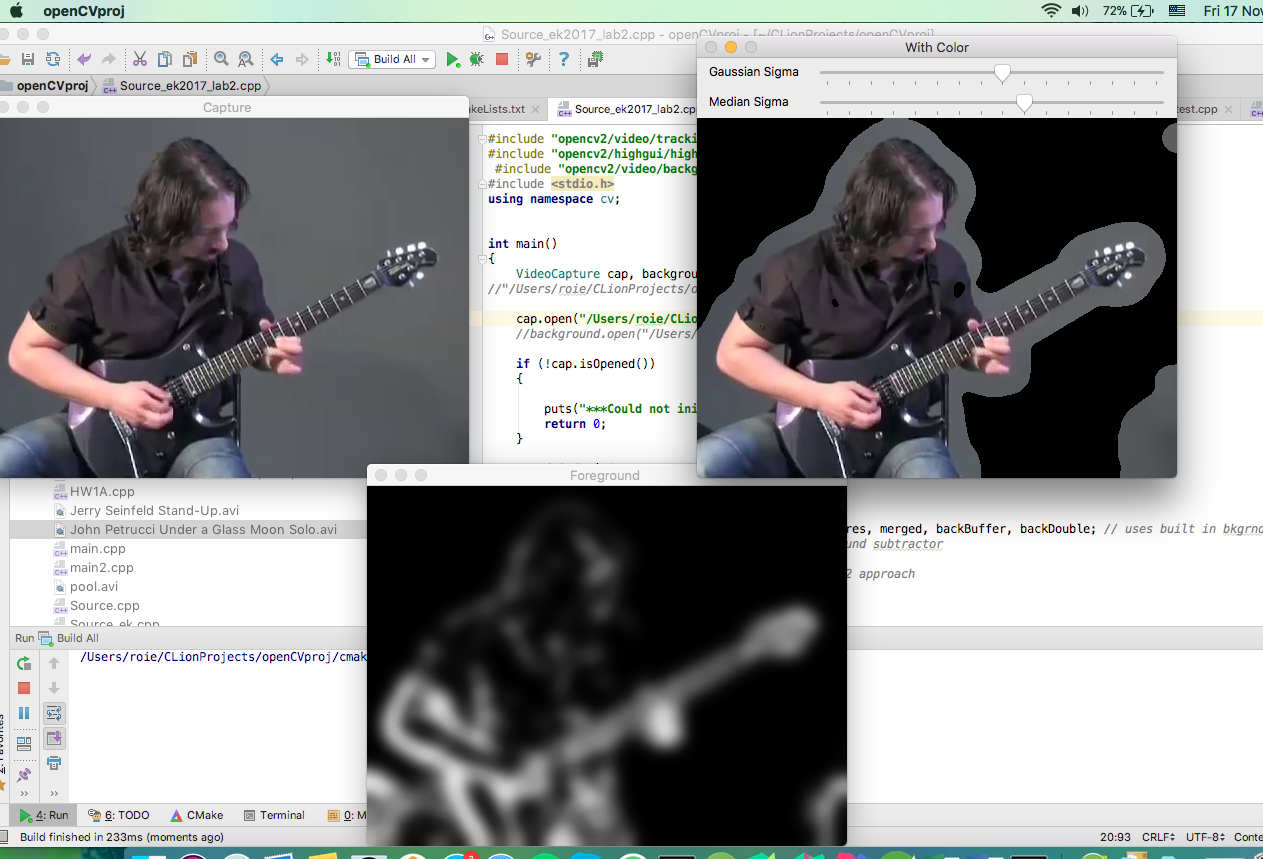 openCVproj
72%
Fri 17 Nov
Source_ek2017_lab2.cpp - openCVproj - [~/CLionProjects/openCVproj]
Build All
openCVproj
Source_ek2017_lab2.cpp
Capture
With Color
Gaussian Sigma
Median Sigma
keLists.txt
Source_ek2017_lab2.cpp
test.cpp
#include "opencv2/video/tracki
#include "opencv2/highgui/high
#include "opencv2/video/backg
#include <stdio.h>
using namespace cv;
int main()
{
VideoCapture cap, backgrou
//"/Users/roie/CLionProjects/o
cap.open("/Users/roie/CLio
//background.open("/Users/
if (!cap.isOpened())
{
puts("***Could not ini
return 0;
}
Foreground
HW1A.cpp
Jerry Seinfeld Stand-Up.avi
John Petrucci Under a Glass Moon Solo.avi
main.cpp
main2.cpp
pool.avi
Source.cpp
Source_ek.cpp
res, merged, backBuffer, backDouble; // uses built in bkgrnd
und subtractor
2 approach
Run
Build All
/Users/roie/CLionProjects/openCVproj/cmak
2: Favorites
4: Run
6: TODO
CMake
Terminal
0: M
Build finished in 233ms (moments ago)
20:93
CRLF
UTF-8
Conte